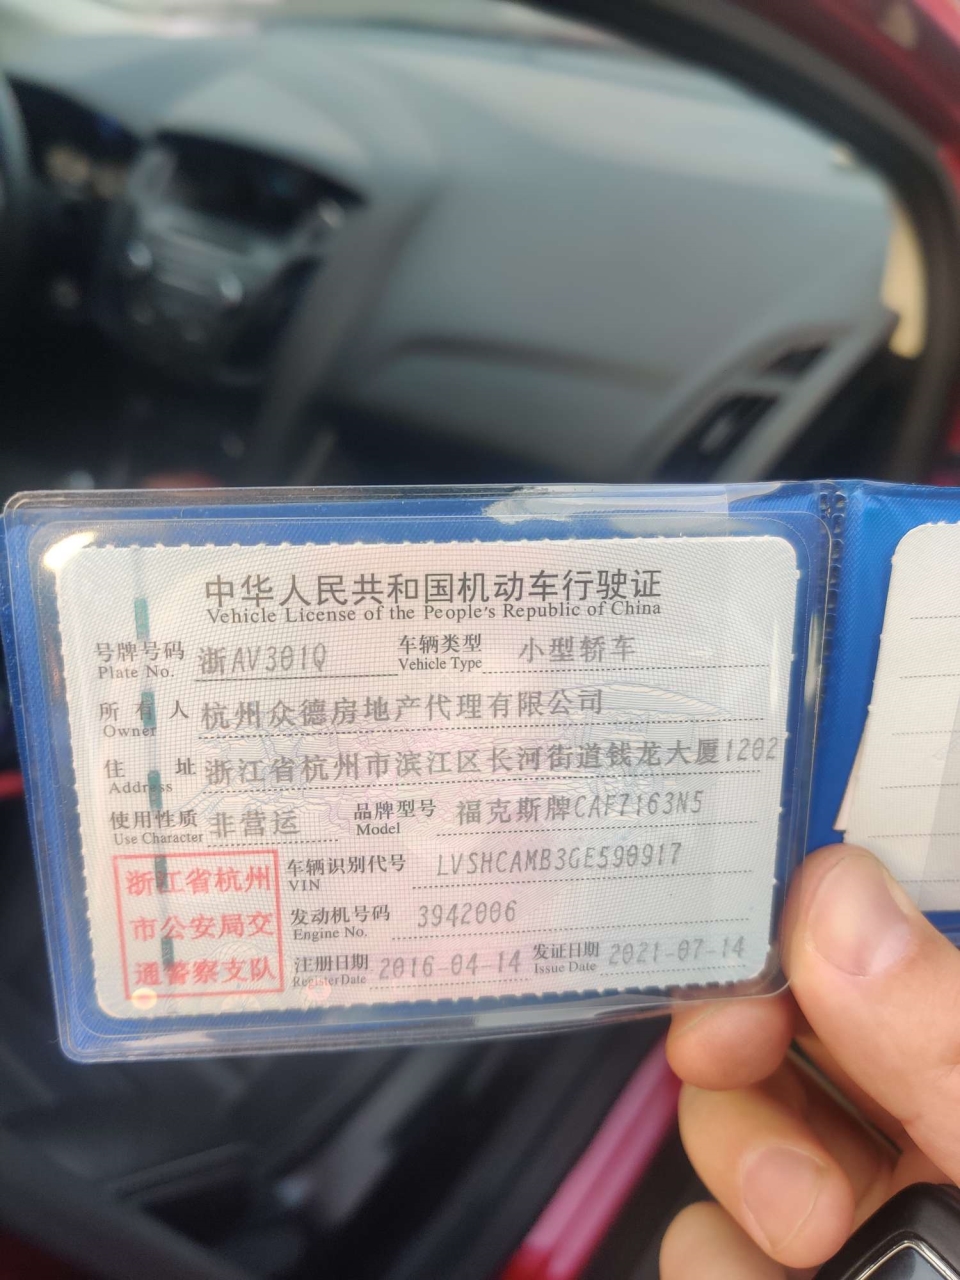 中华人民共和国机动车行驶证
Vehicle License of the People's Republic of China
号牌号码 浙AV301Q 车辆类型 小型轿车
Plate No. Vehicle Type
所有人 杭州众德房地产代理有限公司
Owner
住址 浙江省杭州市滨江区长河街道钱龙大厦1202
Address
使用性质 非营运 品牌型号 福克斯牌CAF7163N5
Use Character Model
浙江省杭州
市公安局交
通警察支队
车辆识别代号 LVSHCAMB3GE590917
VIN
发动机号码 3942006
Engine No.
注册日期 2016-04-14 发证日期 2021-07-14
Register Date Issue Date